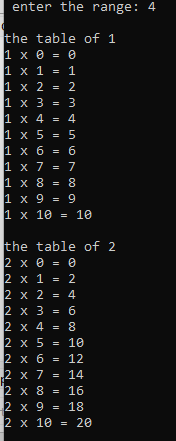 enter the range: 4
the table of 1
1 x 0 = 0
1 x 1 = 1
1 x 2 = 2
1 x 3 = 3
1 x 4 = 4
1 x 5 = 5
1 x 6 = 6
1 x 7 = 7
1 x 8 = 8
1 x 9 = 9
1 x 10 = 10
the table of 2
2 x 0 = 0
2 x 1 = 2
2 x 2 = 4
2 x 3 = 6
2 x 4 = 8
2 x 5 = 10
2 x 6 = 12
2 x 7 = 14
2 x 8 = 16
2 x 9 = 18
2 x 10 = 20